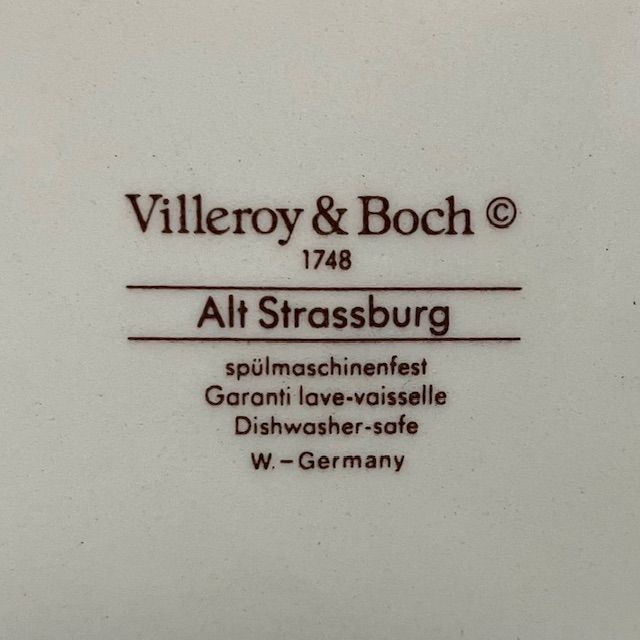 Villeroy & Boch ©
1748
Alt Strassburg
spülmaschinenfest
Garanti lave-vaisselle
Dishwasher-safe
W.–Germany